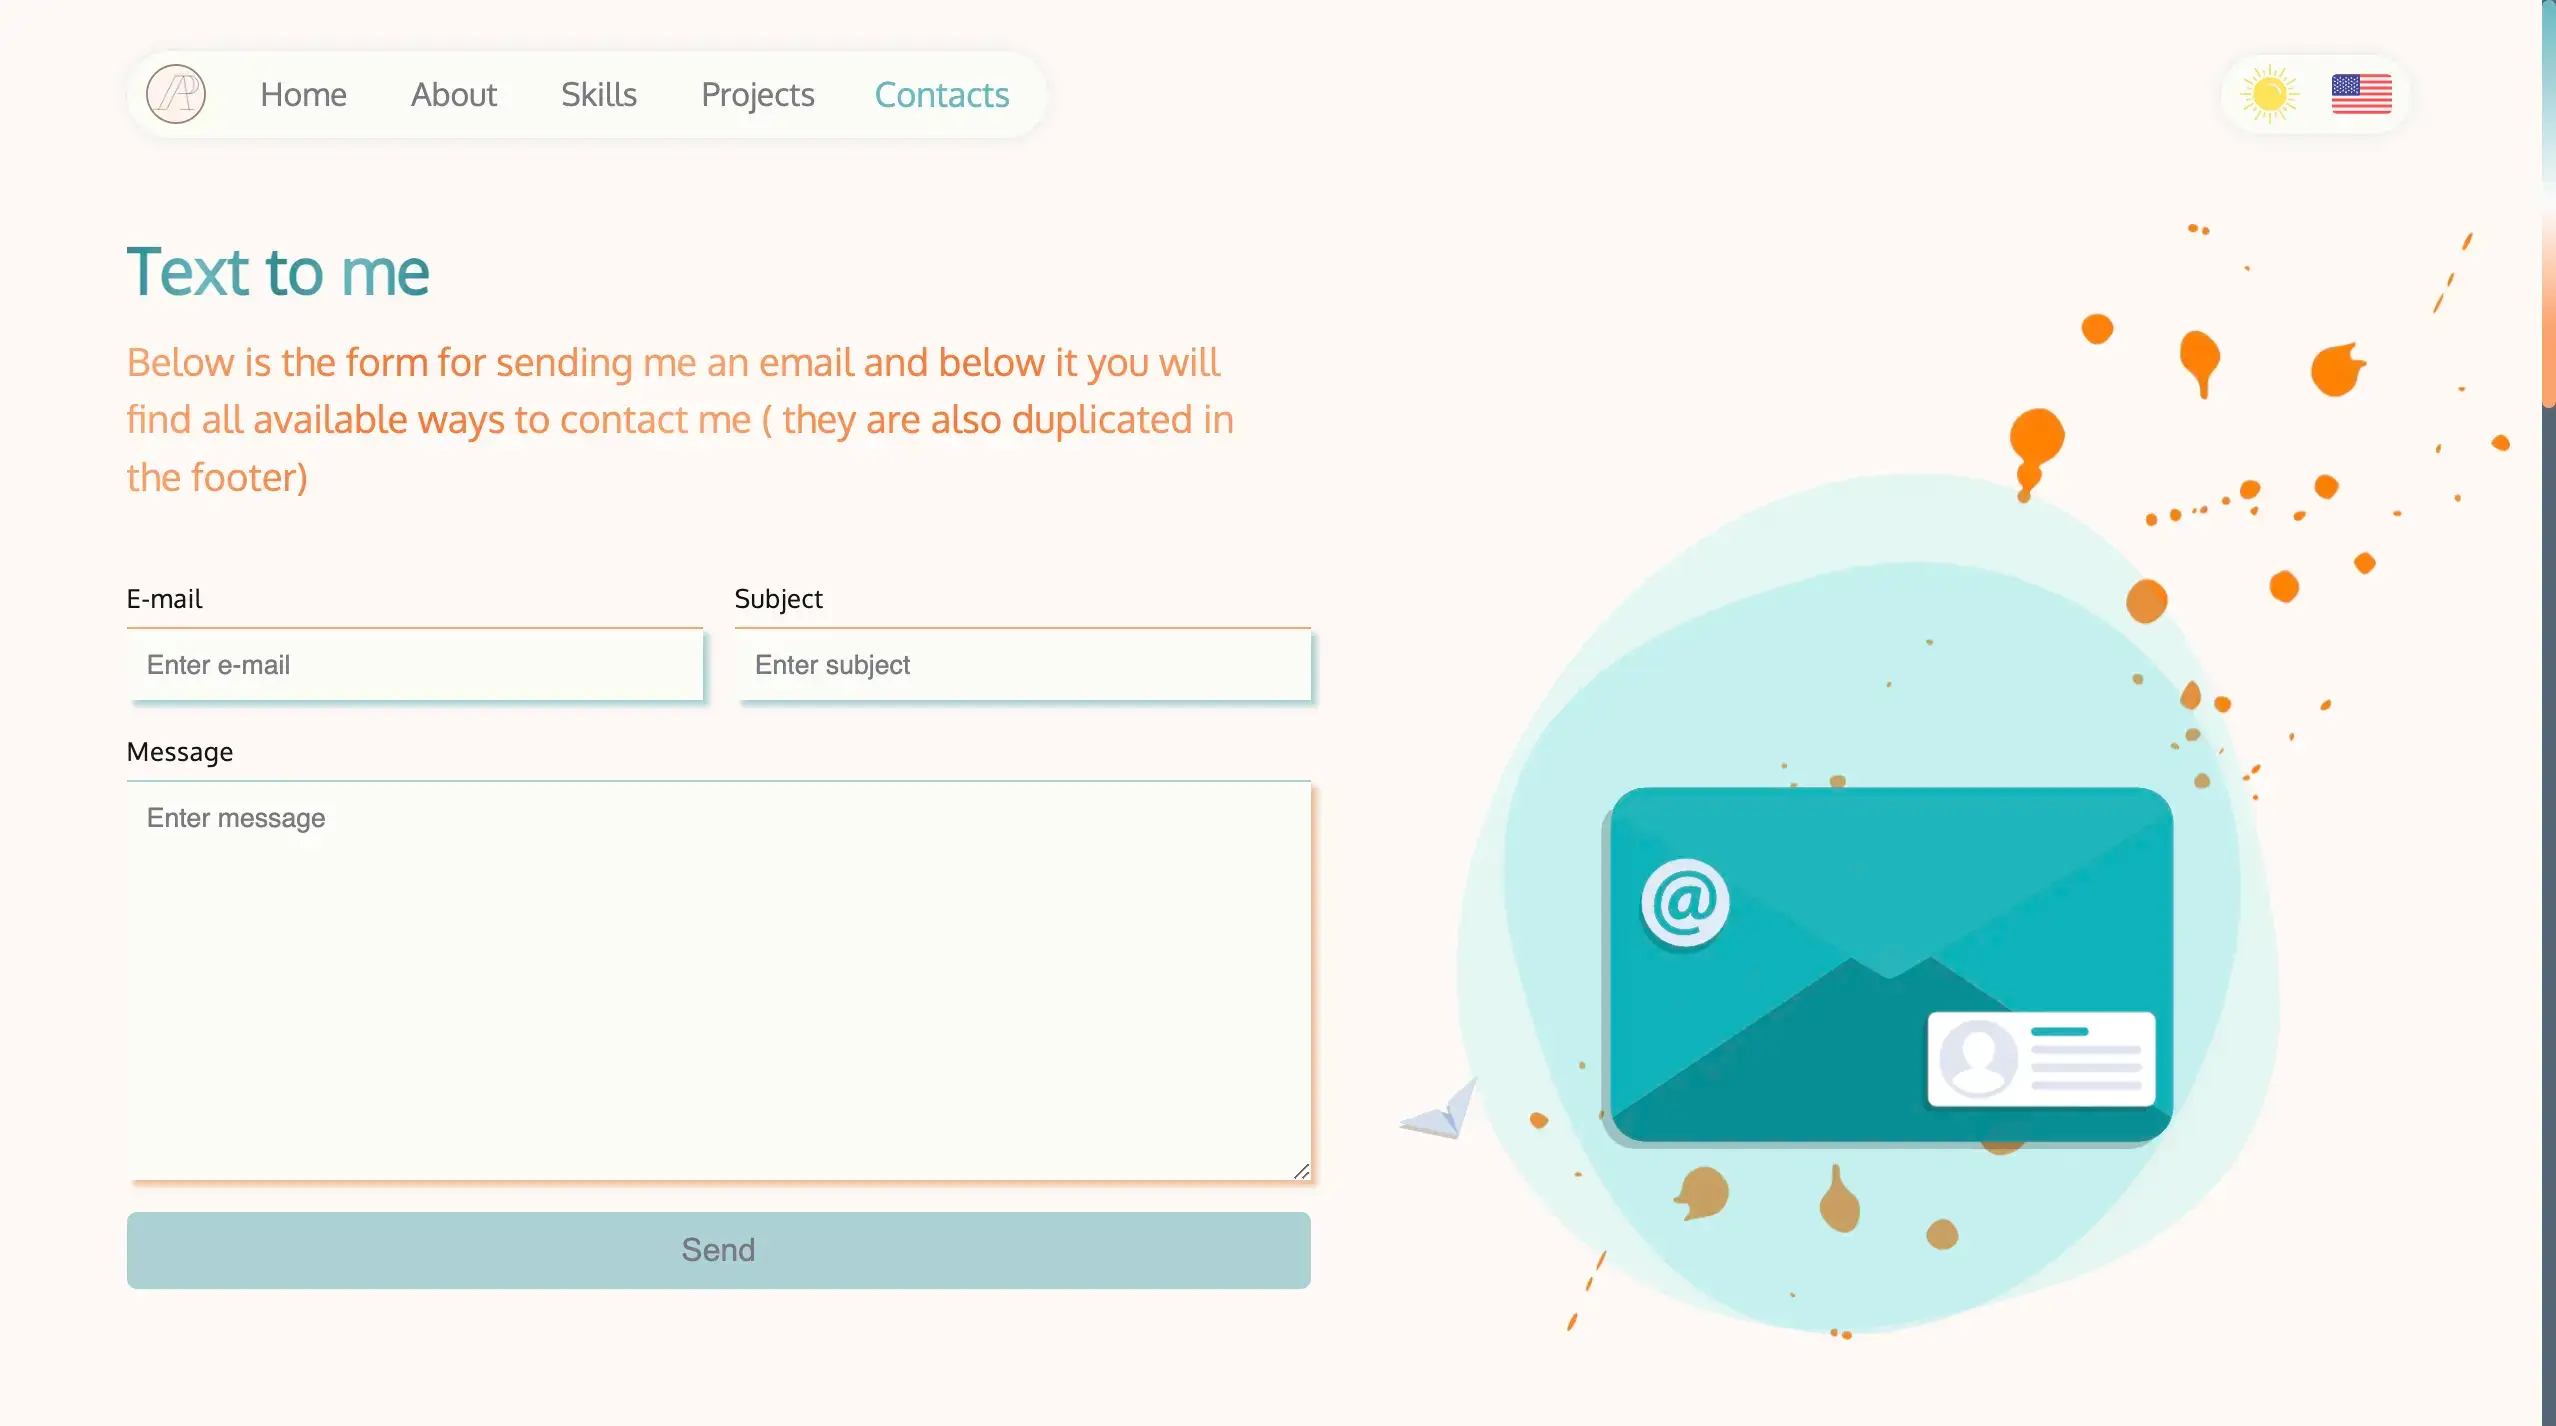 AP
Home
About
Skills
Projects
Contacts
Text to me
Below is the form for sending me an email and below it you will
find all available ways to contact me ( they are also duplicated in
the footer)
E-mail
Subject
Enter e-mail
Enter subject
Message
Enter message
Send
@